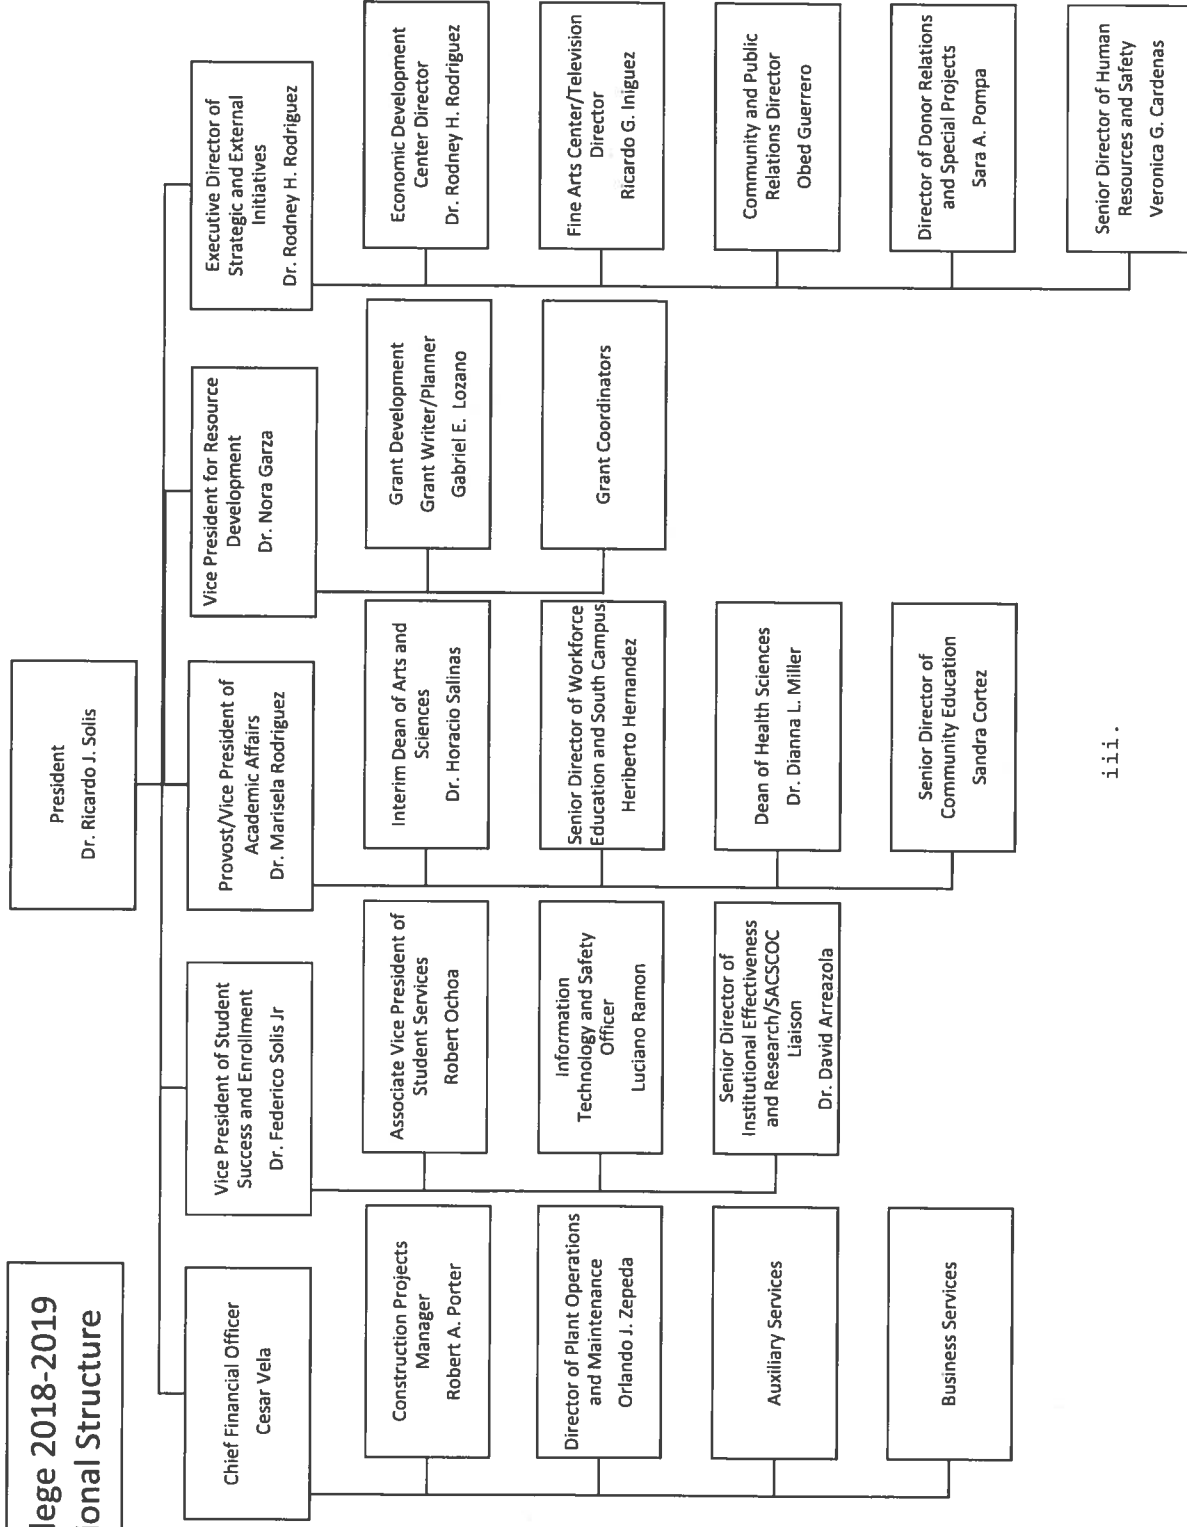 lege 2018-2019
ional Structure
President
Dr. Ricardo J. Solis
Chief Financial Officer
Cesar Vela
Vice President of Student
Success and Enrollment
Dr. Federico Solis Jr
Provost/Vice President of
Academic Affairs
Dr. Marisela Rodriguez
Vice President for Resource
Development
Dr. Nora Garza
Executive Director of
Strategic and External
Initiatives
Dr. Rodney H. Rodriguez
Construction Projects
Manager
Robert A. Porter
Director of Plant Operations
and Maintenance
Orlando J. Zepeda
Auxiliary Services
Business Services
Associate Vice President of
Student Services
Robert Ochoa
Information
Technology and Safety
Officer
Luciano Ramon
Senior Director of
Institutional Effectiveness
and Research/SACSCOC
Liaison
Dr. David Arreazola
Interim Dean of Arts and
Sciences
Dr. Horacio Salinas
Senior Director of Workforce
Education and South Campus
Heriberto Hernandez
Dean of Health Sciences
Dr. Dianna L. Miller
Senior Director of
Community Education
Sandra Cortez
Grant Development
Grant Writer/Planner
Gabriel E. Lozano
Grant Coordinators
Economic Development
Center Director
Dr. Rodney H. Rodriguez
Fine Arts Center/Television
Director
Ricardo G. Iniguez
Community and Public
Relations Director
Obed Guerrero
Director of Donor Relations
and Special Projects
Sara A. Pompa
Senior Director of Human
Resources and Safety
Veronica G. Cardenas
iii.